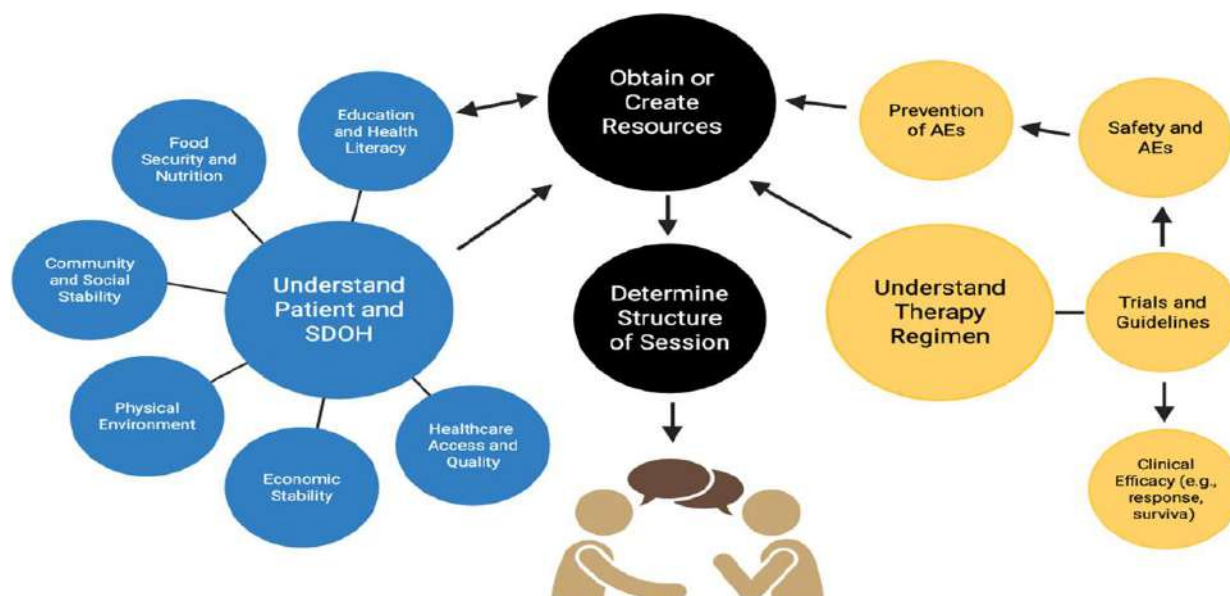 Obtain or
Create
Resources
Education
and Health
Literacy
Food
Security and
Nutrition
Community
and Social
Stability
Physical
Environment
Economic
Stability
Healthcare
Access and
Quality
Understand
Patient and
SDOH
Determine
Structure
of Session
Understand
Therapy
Regimen
Prevention
of AEs
Safety and
AEs
Trials and
Guidelines
Clinical
Efficacy (e.g.,
response,
surviva)